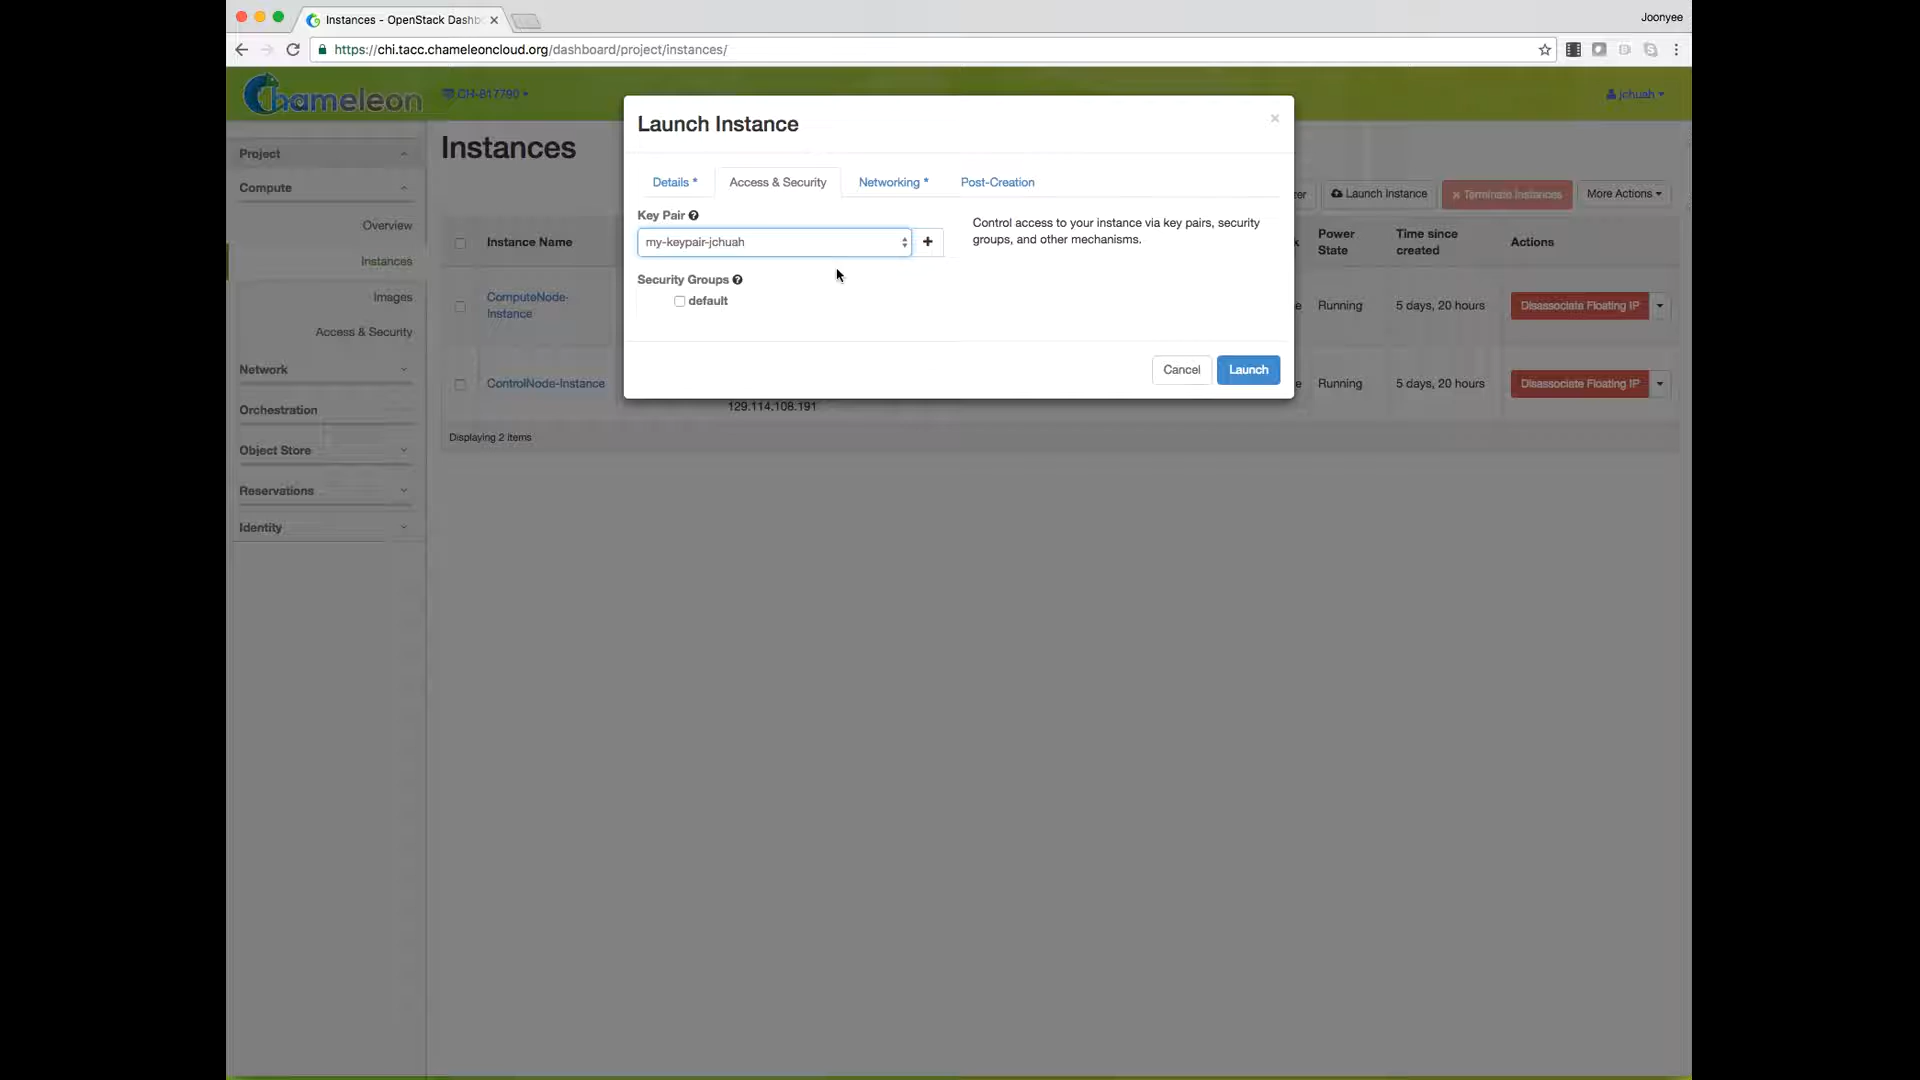 Instances - OpenStack Dashb
Joonyee
https://chi.tacc.chameleoncloud.org/dashboard/project/instances/
Chameleon
CH-817790
jchuah
Launch Instance
×
Project
Compute
Overview
Instances
Images
Access & Security
Network
Orchestration
Object Store
Reservations
Identity
Instances
Launch Instance
Terminate Instances
More Actions
Instance Name
Power State
Time since created
Actions
ComputeNode-
Instance
Running
5 days, 20 hours
Disassociate Floating IP
ControlNode-Instance
129.114.108.191
Running
5 days, 20 hours
Disassociate Floating IP
Displaying 2 items
Details *
Access & Security
Networking *
Post-Creation
Key Pair
my-keypair-jchuah
+
Security Groups
default
Control access to your instance via key pairs, security
groups, and other mechanisms.
Cancel
Launch